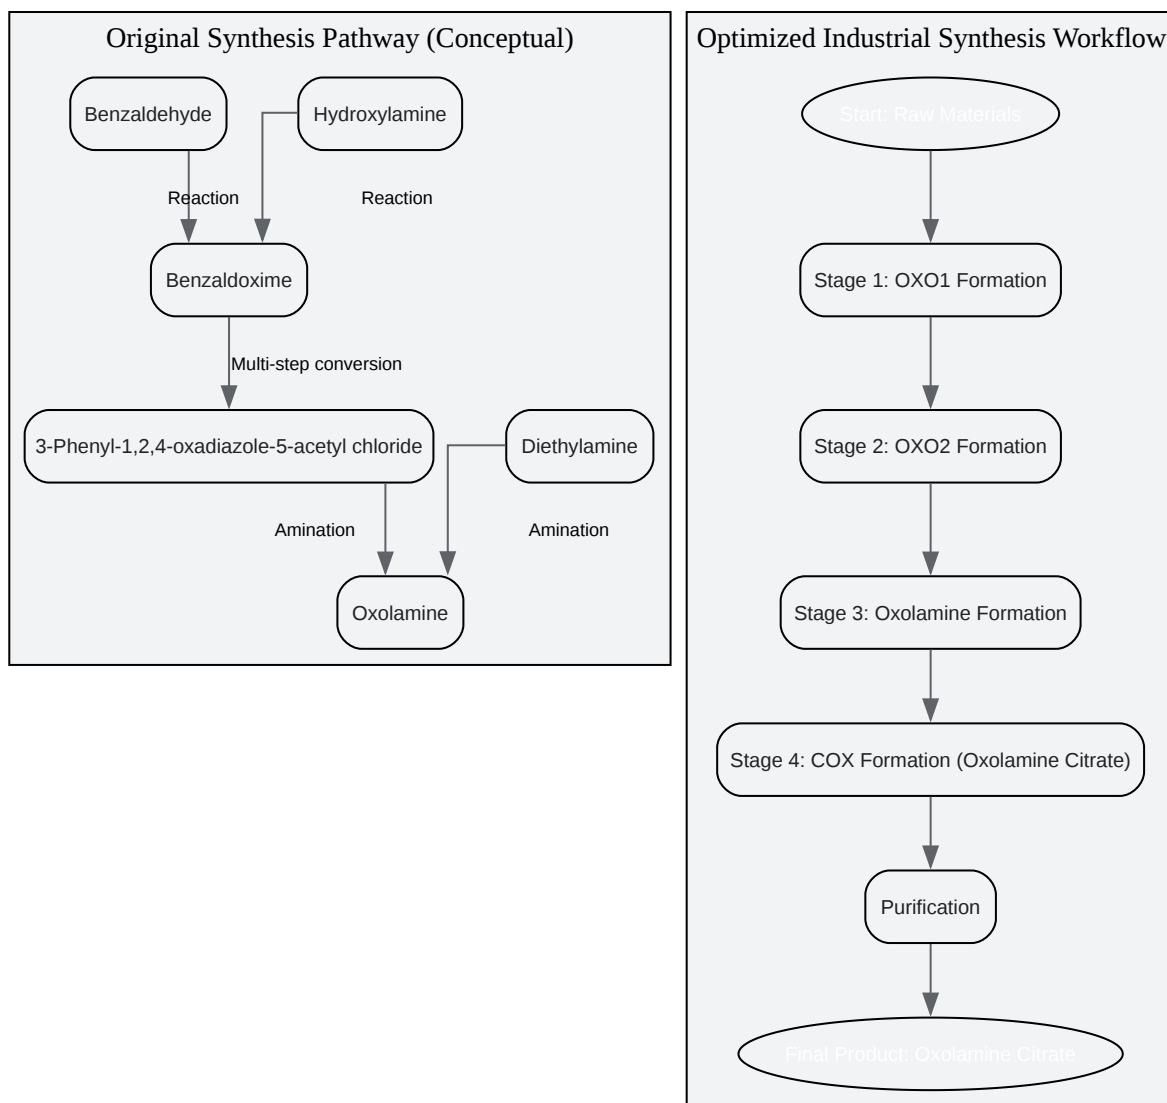 Original Synthesis Pathway (Conceptual)
Benzaldehyde
Hydroxylamine
Reaction
Reaction
Benzaldoxime
Multi-step conversion
3-Phenyl-1,2,4-oxadiazole-5-acetyl chloride
Diethylamine
Amination
Amination
Oxolamine
Optimized Industrial Synthesis Workflow
Start: Raw Materials
Stage 1: OXO1 Formation
Stage 2: OXO2 Formation
Stage 3: Oxolamine Formation
Stage 4: COX Formation (Oxolamine Citrate)
Purification
Final Product: Oxolamine Citrate